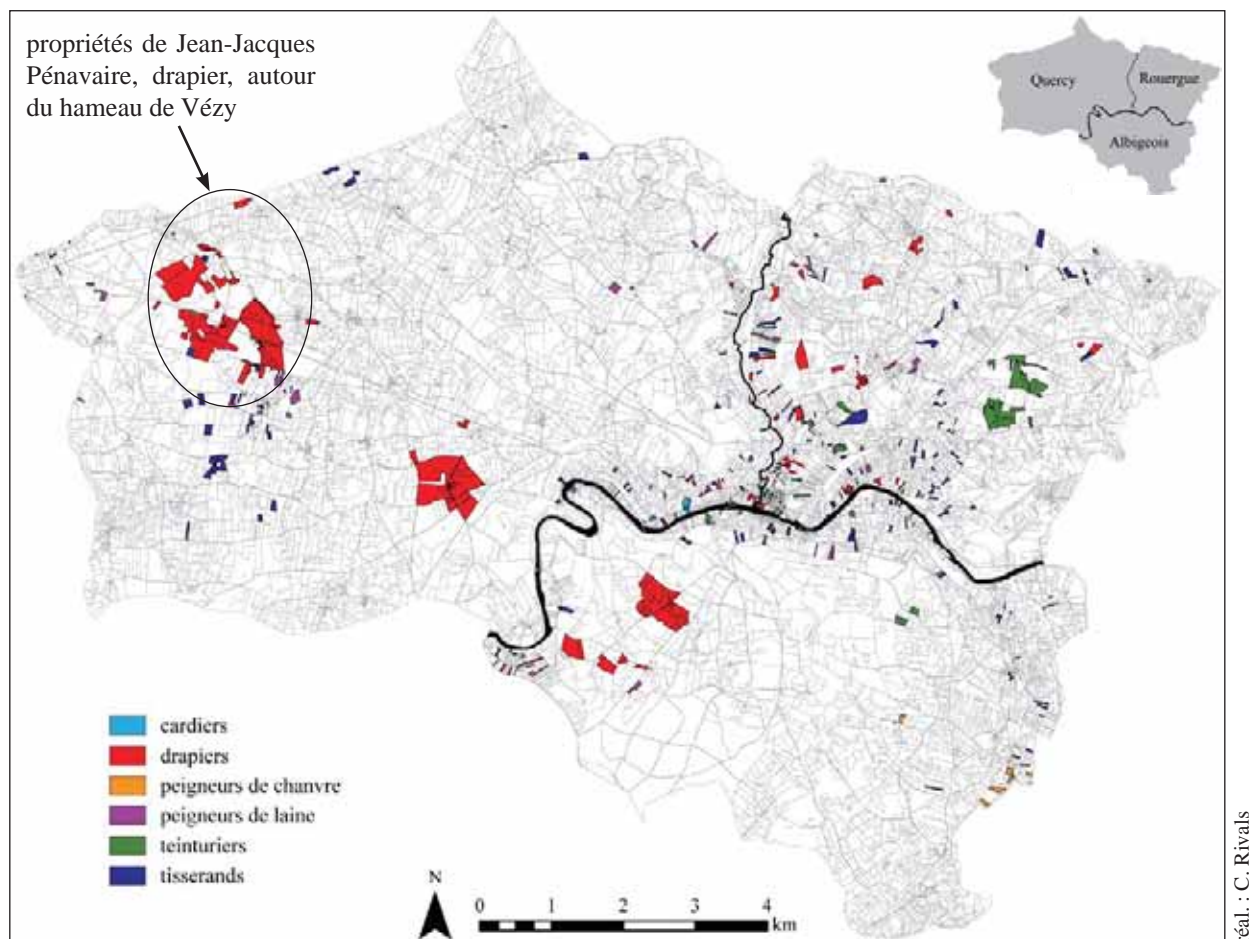 propriétés de Jean-Jacques
Pénavaire, drapier, autour
du hameau de Vézy
Quercy
Rouergue
Albigeois
cardiers
drapiers
peigneurs de chanvre
peigneurs de laine
teinturiers
tisserands
N
0 1 2 3 4
km
réal. : C. Rivals